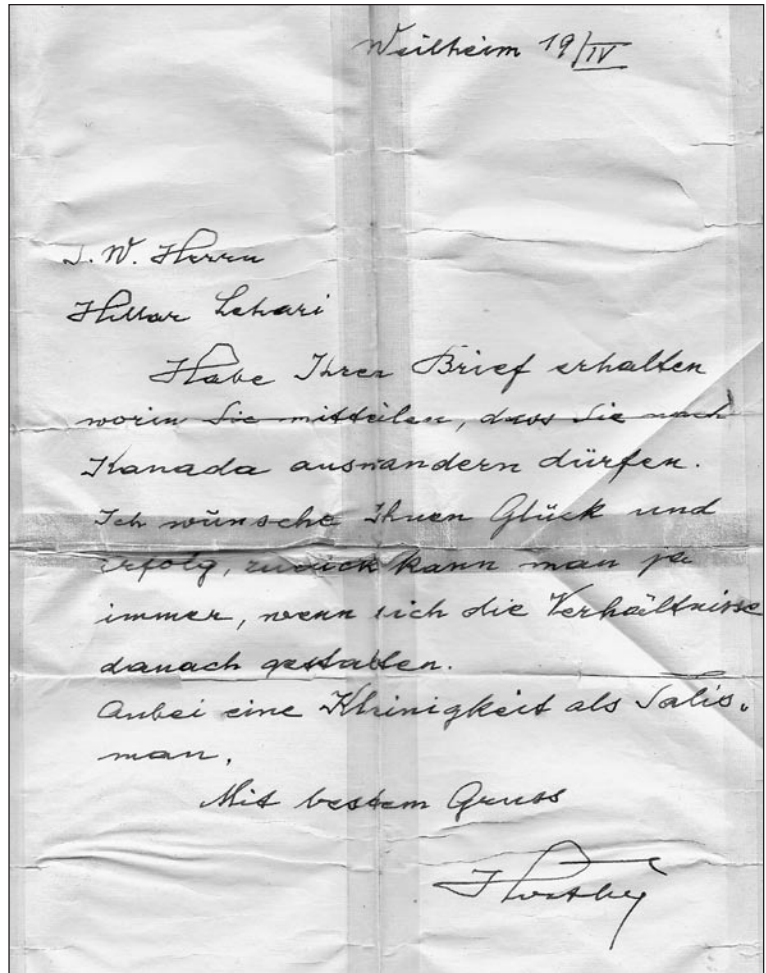 Weilheim 19/IV
S. W. Herrn
Hillar Lehari
Habe Ihren Brief erhalten
worin Sie mitteilen, dass Sie nach
Kanada auswandern dürfen.
Ich wünsche Ihnen Glück und
Erfolg, zurück kann man ja
immer, wenn sich die Verhältnisse
danach gestalten.
Anbei eine Kleinigkeit als Talis-
man.
Mit bestem Gruss
Horthy